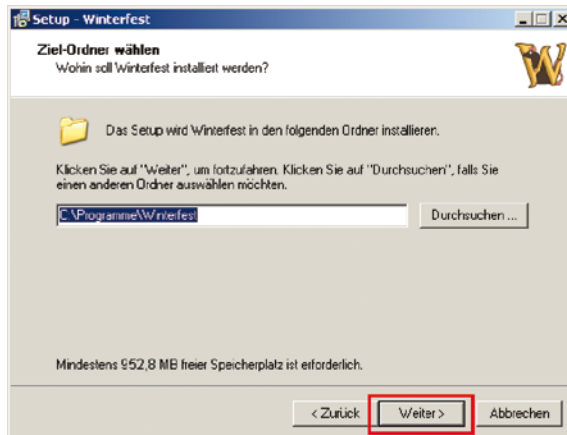 Setup - Winterfest
Ziel-Ordner wählen
Wohin soll Winterfest installiert werden?
W
Das Setup wird Winterfest in den folgenden Ordner installieren.
Klicken Sie auf "Weiter", um fortzufahren. Klicken Sie auf "Durchsuchen", falls Sie
einen anderen Ordner auswählen möchten.
C:\Programme\Winterfest
Durchsuchen ...
Mindestens 952,8 MB freier Speicherplatz ist erforderlich.
< Zurück
Weiter >
Abbrechen